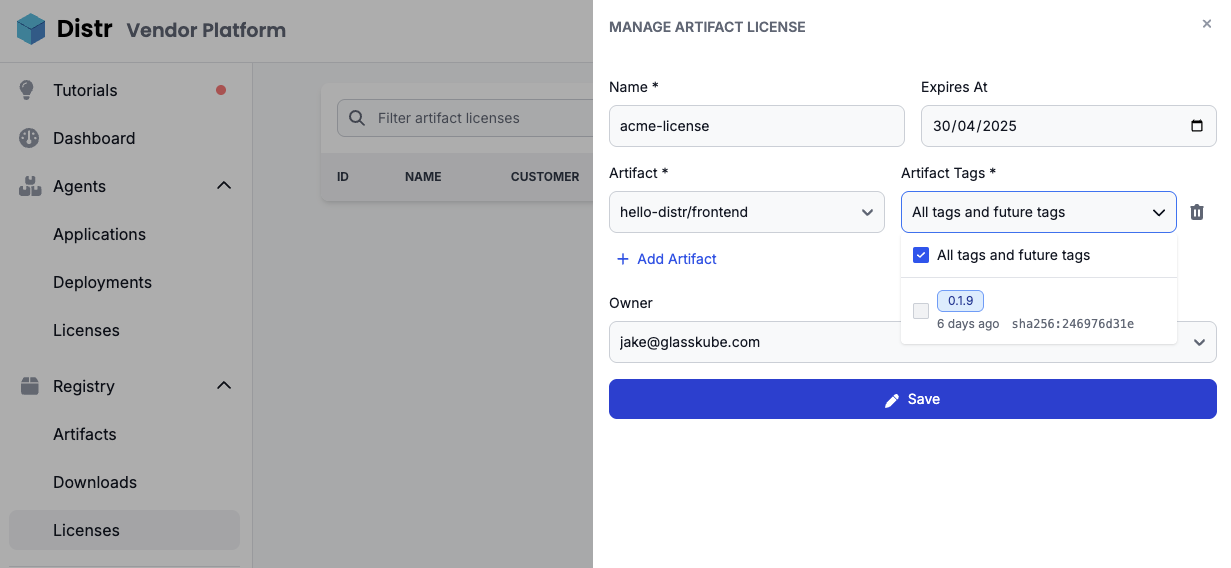 Distr Vendor Platform
Tutorials
Dashboard
Agents
Applications
Deployments
Licenses
Registry
Artifacts
Downloads
Licenses
Filter artifact licenses
ID NAME CUSTOMER
MANAGE ARTIFACT LICENSE
Name * Expires At
acme-license 30/04/2025
Artifact * Artifact Tags *
hello-distr/frontend All tags and future tags
All tags and future tags
+ Add Artifact
0.1.9
6 days ago sha256:246976d31e
Owner
jake@glasskube.com
Save